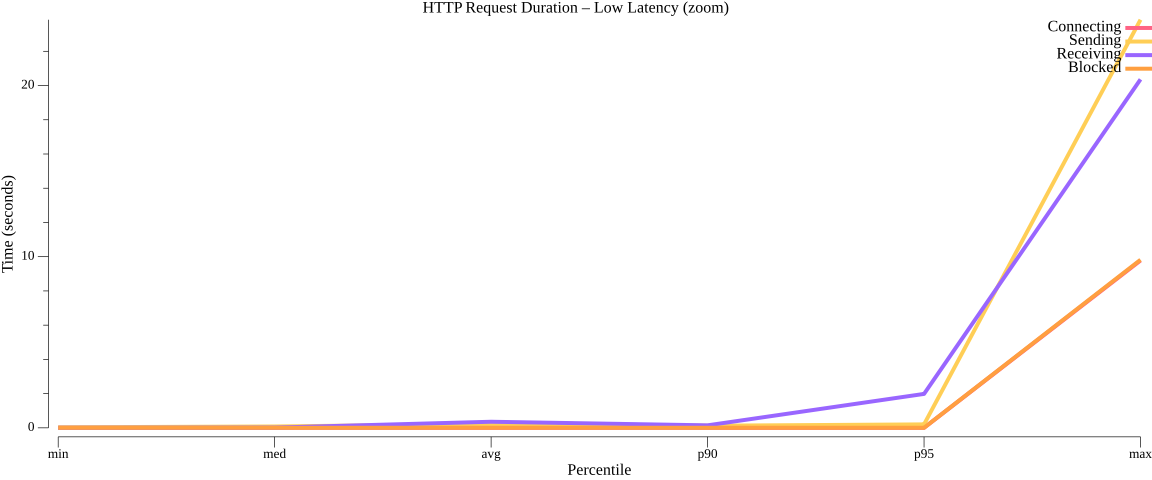 HTTP Request Duration – Low Latency (zoom)
Connecting
Sending
Receiving
Blocked
20
10
0
Time (seconds)
min med avg p90 p95 max
Percentile